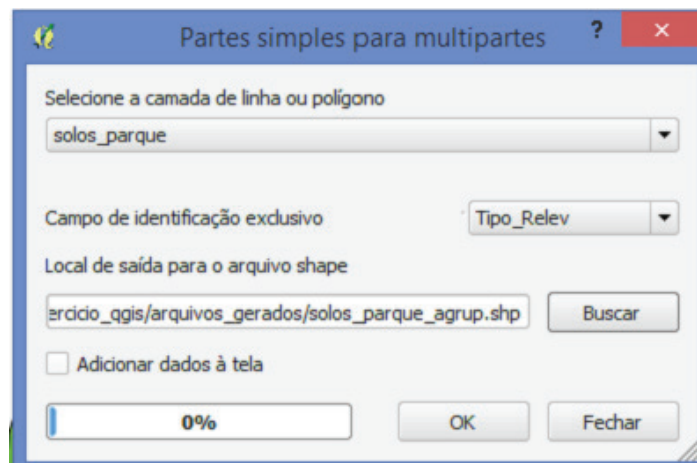 Partes simples para multipartes ? ×
Selecione a camada de linha ou polígono
solos_parque
Campo de identificação exclusivo Tipo_Relev
Local de saída para o arquivo shape
ercicio_qgis/arquivos_gerados/solos_parque_agrup.shp Buscar
Adicionar dados à tela
0% OK Fechar